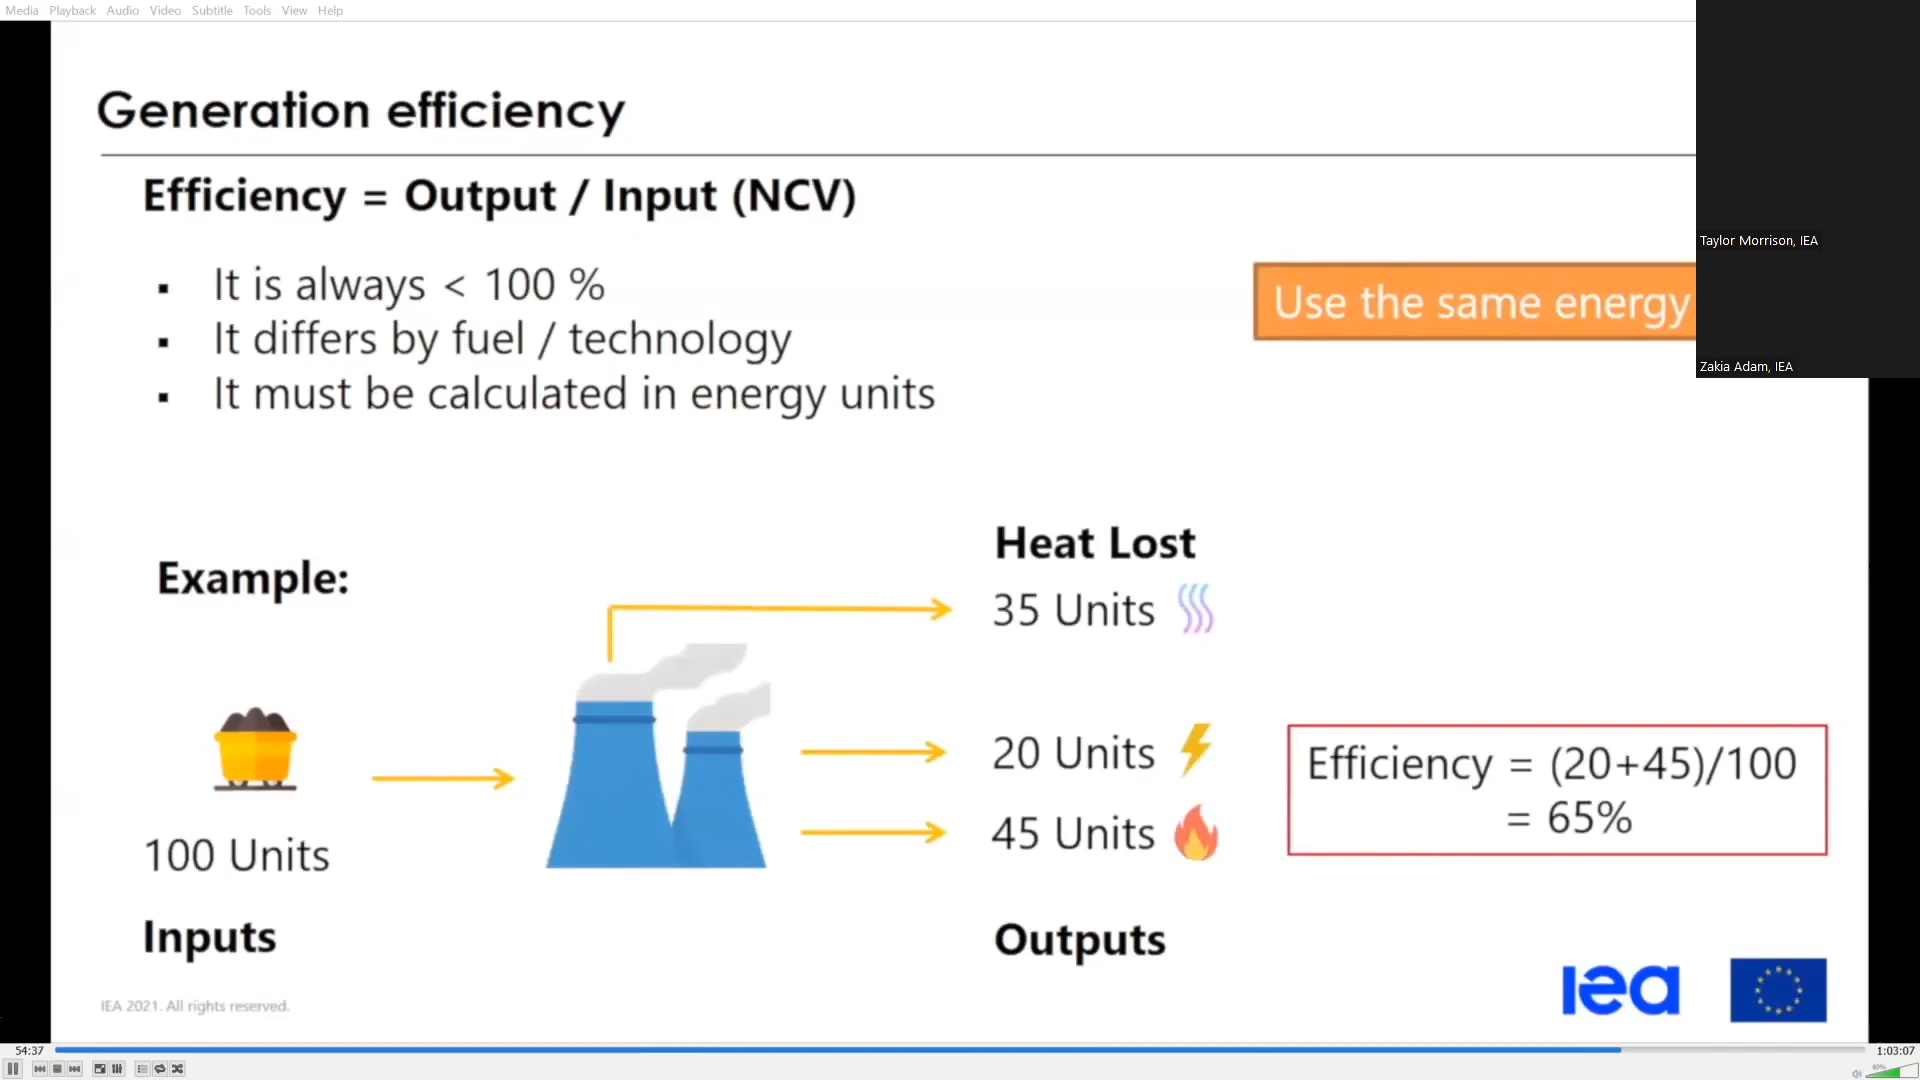 Media Playback Audio Video Subtitle Tools View Help
Generation efficiency
Efficiency = Output / Input (NCV)
▪ It is always < 100 %
▪ It differs by fuel / technology
▪ It must be calculated in energy units
Use the same energy
Taylor Morrison, IEA
Zakia Adam, IEA
Heat Lost
Example:
35 Units
20 Units
Efficiency = (20+45)/100
= 65%
45 Units
100 Units
Inputs
Outputs
iea
IEA 2021. All rights reserved.
54:37
1:03:07
80%